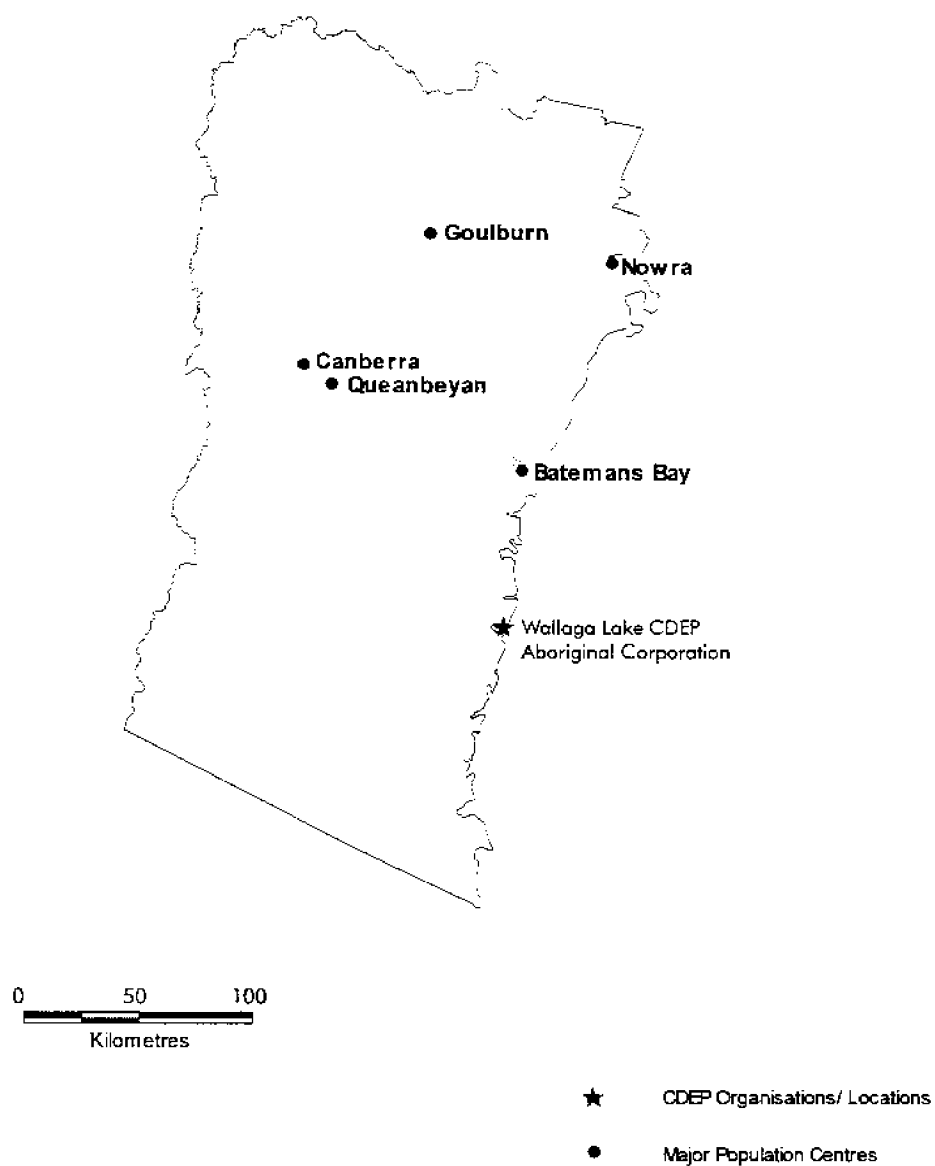 Goulburn
Nowra
Canberra
Queanbeyan
Batemans Bay
Wallaga Lake CDEP
Aboriginal Corporation
0 50 100
Kilometres
CDEP Organisations/ Locations
Major Population Centres